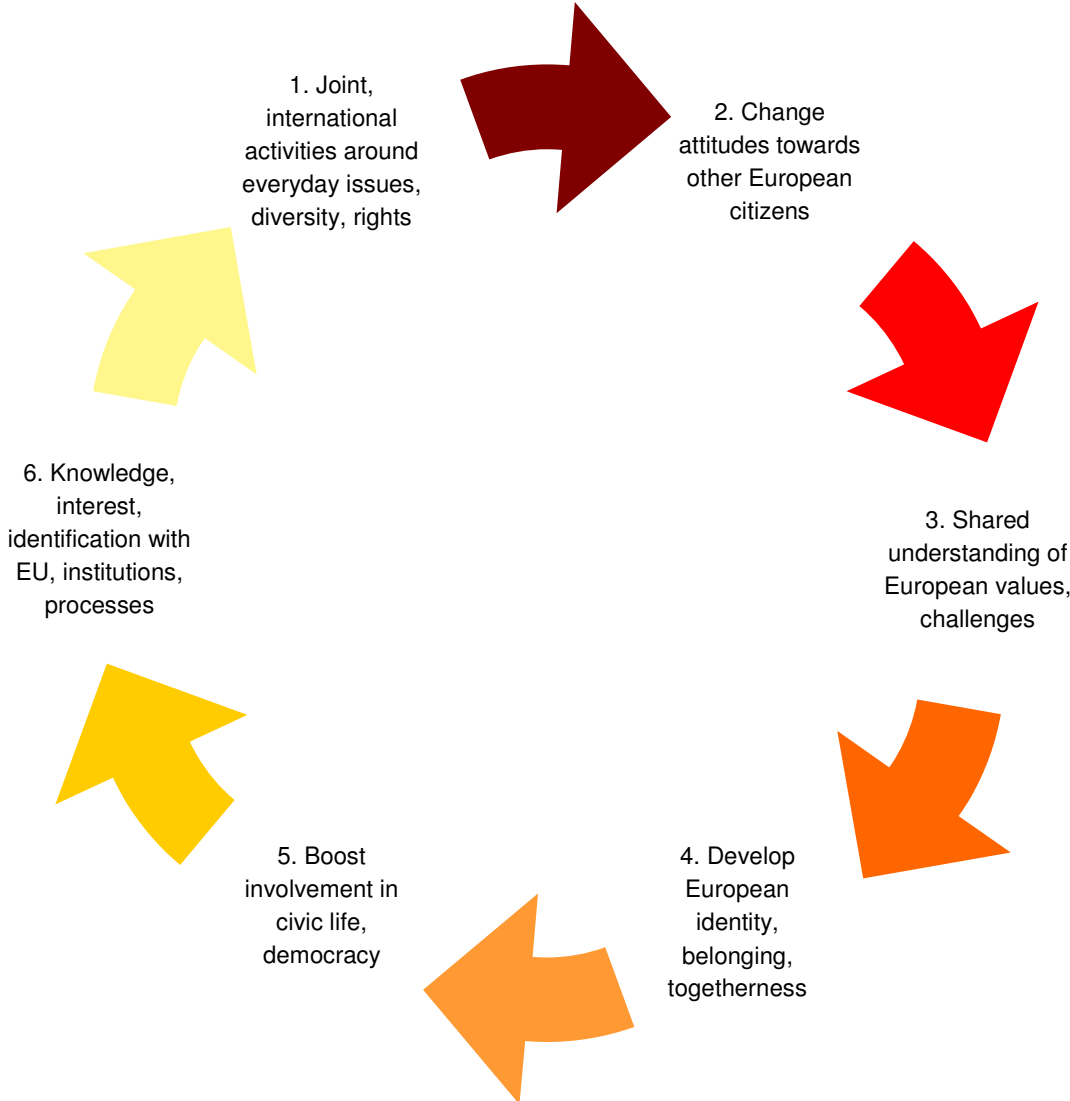 1. Joint,
international
activities around
everyday issues,
diversity, rights
2. Change
attitudes towards
other European
citizens
3. Shared
understanding of
European values,
challenges
4. Develop
European
identity,
belonging,
togetherness
5. Boost
involvement in
civic life,
democracy
6. Knowledge,
interest,
identification with
EU, institutions,
processes